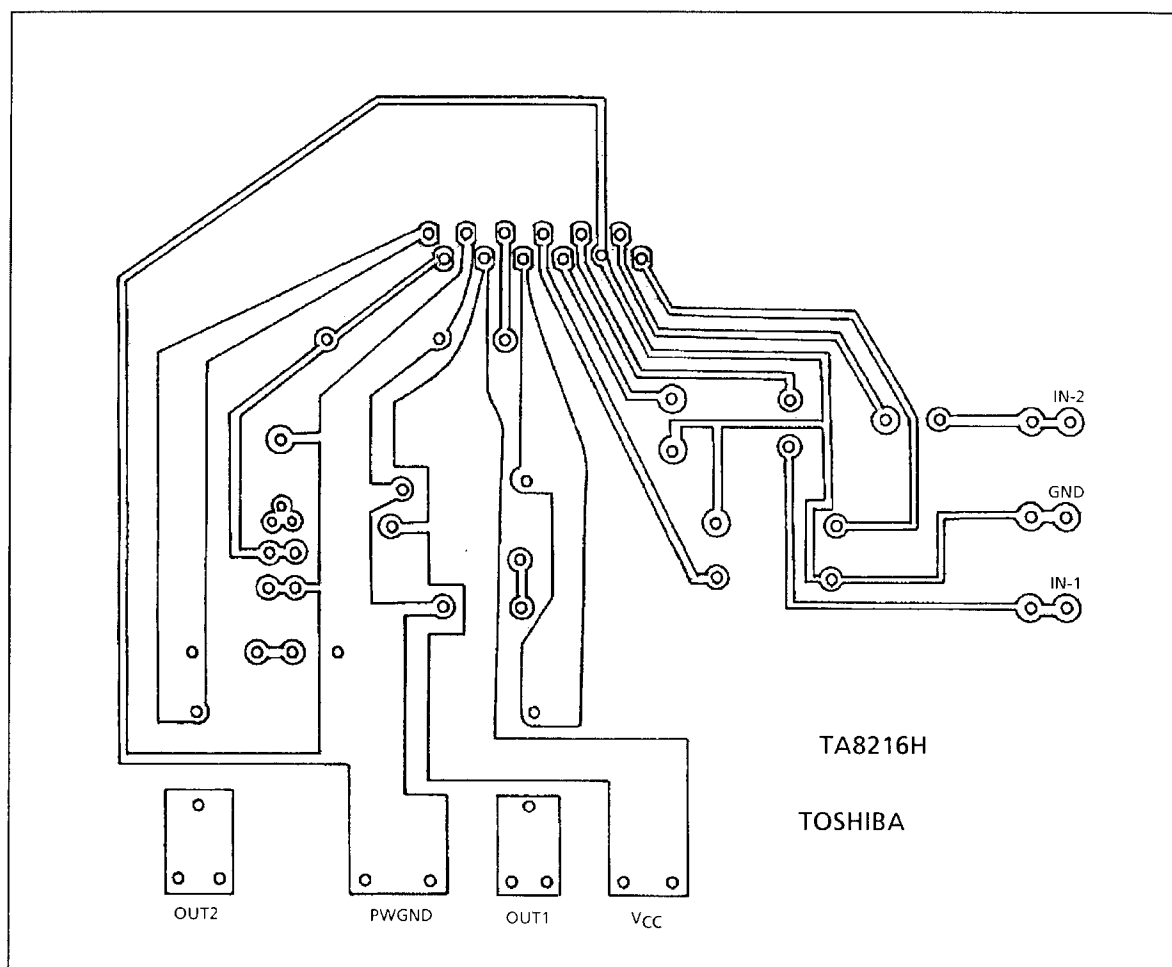 IN-2
GND
IN-1
TA8216H
TOSHIBA
OUT2
PWGND
OUT1
VCC